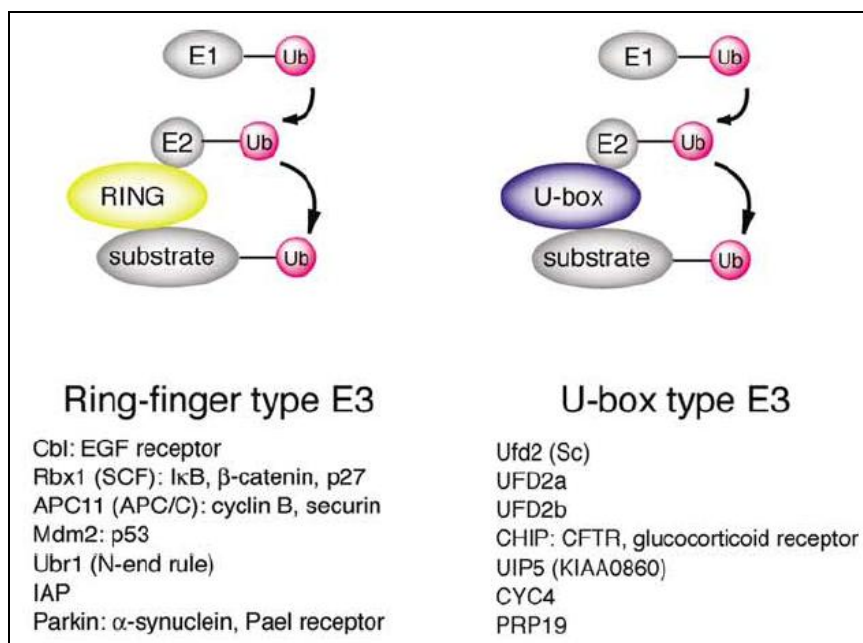 E1
Ub
E2
Ub
RING
substrate
Ub
Ring-finger type E3
Cbl: EGF receptor
Rbx1 (SCF): IκB, β-catenin, p27
APC11 (APC/C): cyclin B, securin
Mdm2: p53
Ubr1 (N-end rule)
IAP
Parkin: α-synuclein, Pael receptor
E1
Ub
E2
Ub
U-box
substrate
Ub
U-box type E3
Ufd2 (Sc)
UFD2a
UFD2b
CHIP: CFTR, glucocorticoid receptor
UIP5 (KIAA0860)
CYC4
PRP19